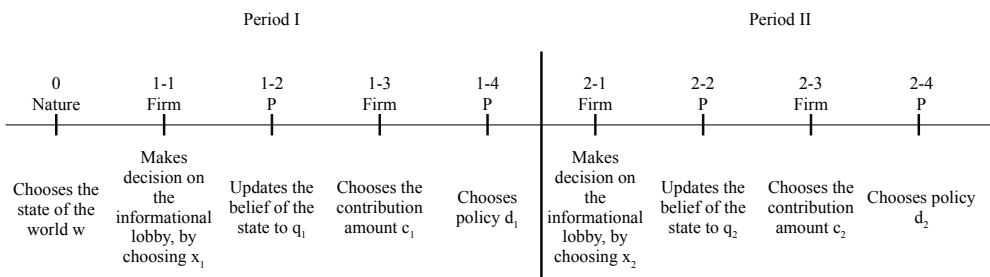 Period I
Period II
0
Nature
1-1
Firm
1-2
P
1-3
Firm
1-4
P
2-1
Firm
2-2
P
2-3
Firm
2-4
P
Chooses the
state of the
world w
Makes
decision on
the
informational
lobby, by
choosing x₁
Updates the
belief of the
state to q₁
Chooses the
contribution
amount c₁
Chooses
policy d₁
Makes
decision on
the
informational
lobby, by
choosing x₂
Updates the
belief of the
state to q₂
Chooses the
contribution
amount c₂
Chooses policy
d₂